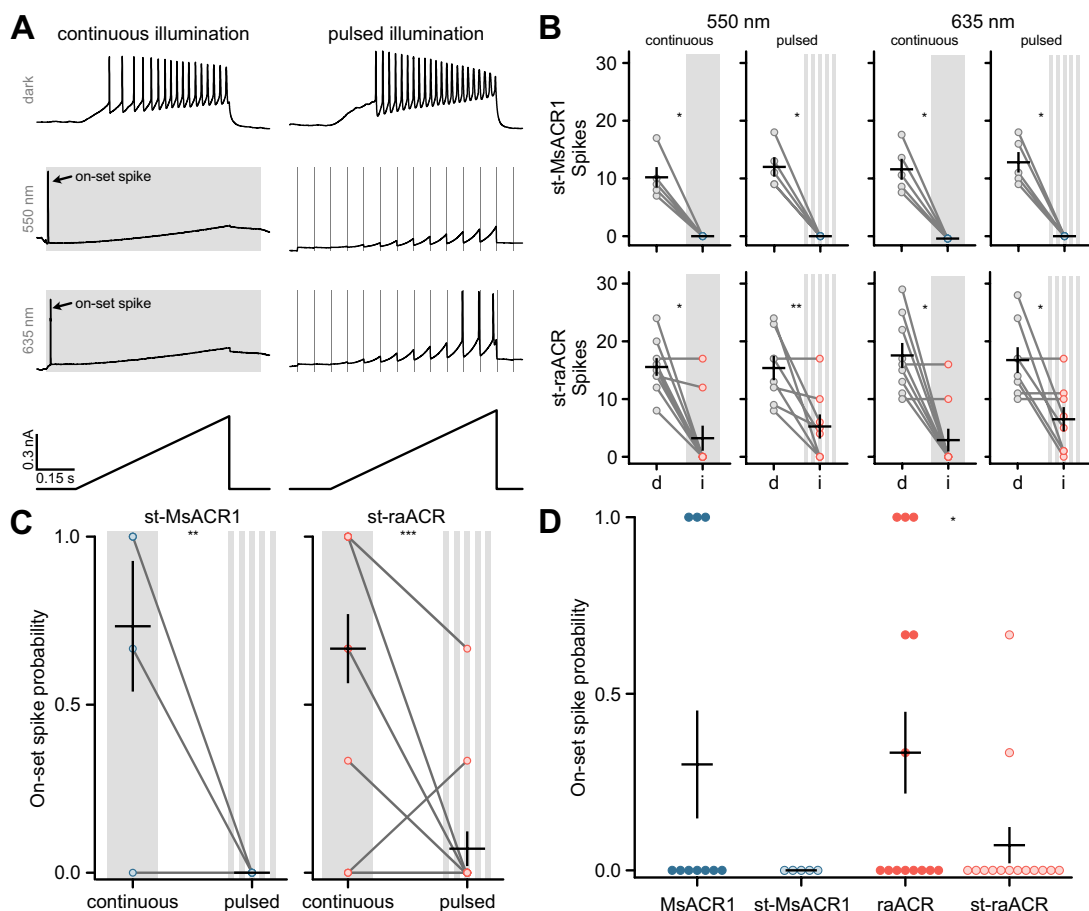 A
continuous illumination
pulsed illumination
dark
550 nm
on-set spike
635 nm
on-set spike
0.3 nA
0.15 s
B
550 nm
635 nm
continuous
pulsed
continuous
pulsed
st-MsACR1
Spikes
30
20
10
0
*
*
*
*
st-raACR
Spikes
30
20
10
0
*
**
*
*
d
i
d
i
d
i
d
i
C
st-MsACR1
st-raACR
On-set spike probability
1.0
0.5
0.0
**
***
continuous
pulsed
continuous
pulsed
D
On-set spike probability
1.0
0.5
0.0
*
MsACR1
st-MsACR1
raACR
st-raACR